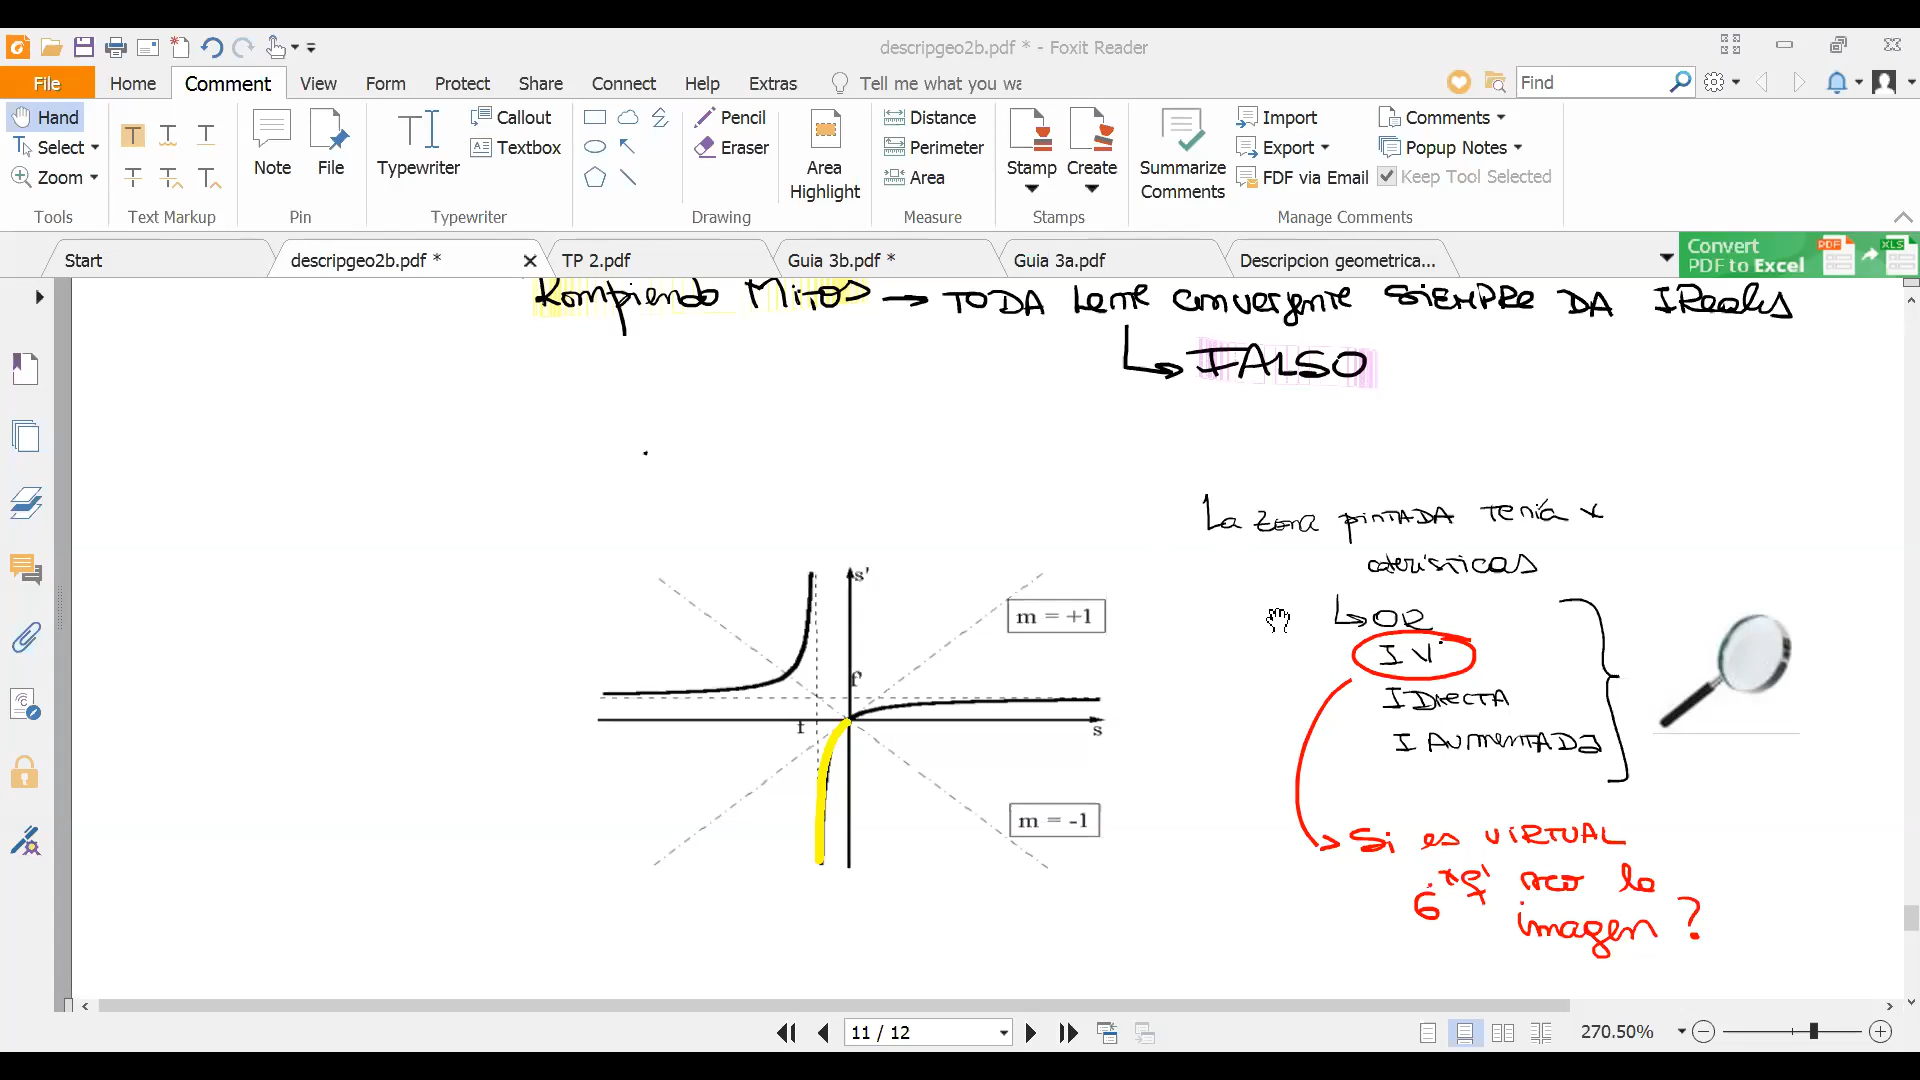 descripgeo2b.pdf * - Foxit Reader
File Home Comment View Form Protect Share Connect Help Extras Tell me what you wa Find
Hand Select Zoom
Tools
Text Markup
Note File
Pin
Typewriter
Typewriter
Callout
Textbox
Pencil
Eraser
Area Highlight
Drawing
Distance
Perimeter
Area
Measure
Stamp Create
Stamps
Summarize Comments
Import
Export
FDF via Email
Comments
Popup Notes
Keep Tool Selected
Manage Comments
Start descripgeo2b.pdf * TP 2.pdf Guia 3b.pdf * Guia 3a.pdf Descripcion geometrica...
Convert PDF to Excel PDF XLS
Rompiendo Mitos → TODA lente convergente SIEMPRE DA IReales
FALSO
La zona pintada tenía x
cterísticas
s'
m = +1
f'
f
s
m = -1
OR
IV
I DIRECTA
I AUMENTADA
Si es VIRTUAL
imagen ?
11 / 12
270.50%